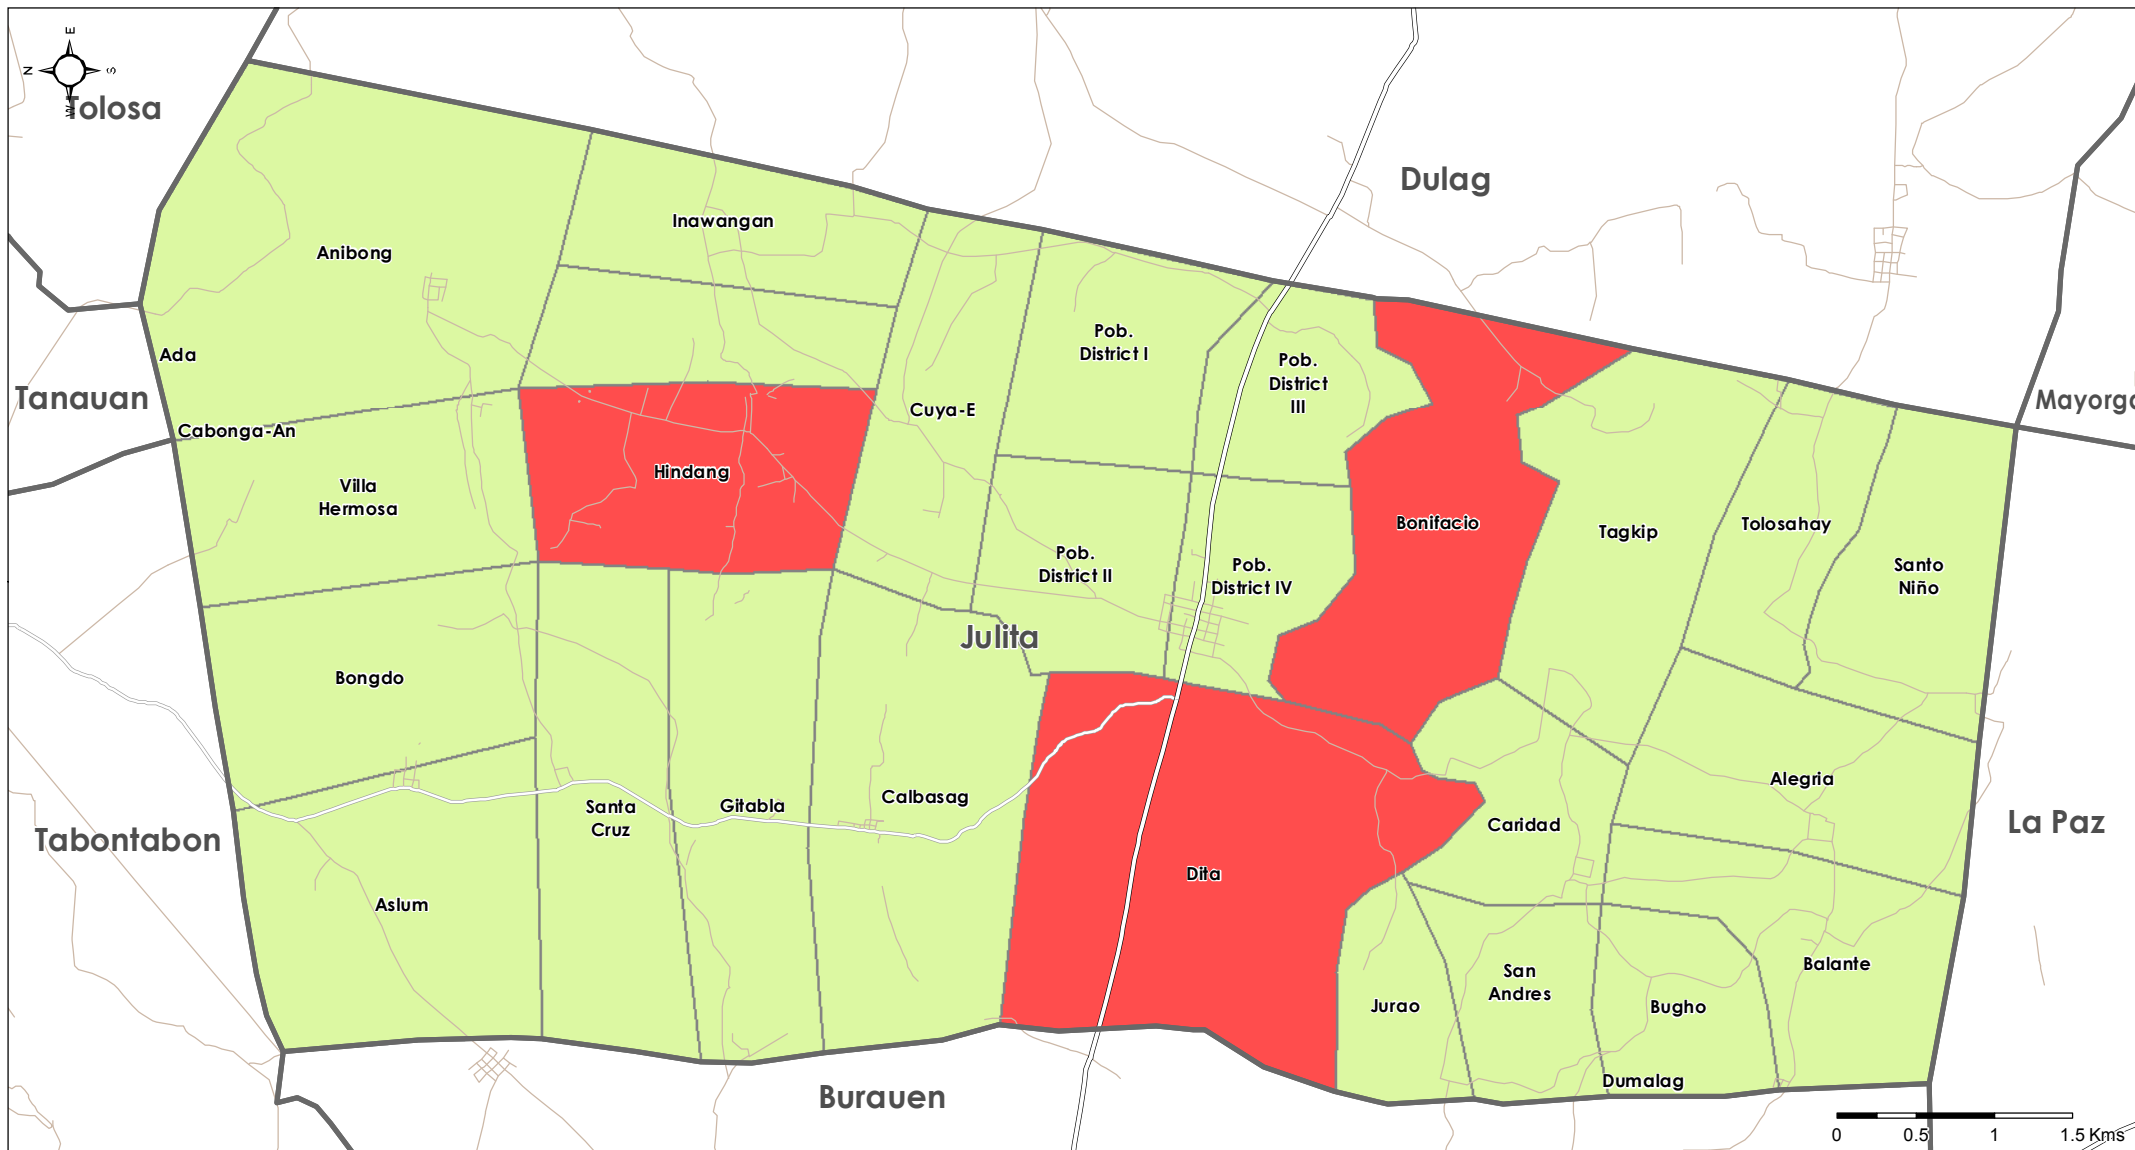 E
N
S
W
Tolosa
Dulag
Inawangan
Anibong
Pob.
District I
Ada
Pob.
District
III
Tanauan
Mayorga
Cuya-E
Cabonga-An
Hindang
Villa
Hermosa
Bonifacio
Tagkip
Tolosahay
Pob.
District II
Pob.
District IV
Santo
Niño
Julita
Bongdo
Alegria
Calbasag
Santa
Cruz
Gitabla
Caridad
La Paz
Tabontabon
Dita
Aslum
Balante
San
Andres
Jurao
Bugho
Dumalag
Burauen
0 0.5 1 1.5 Kms